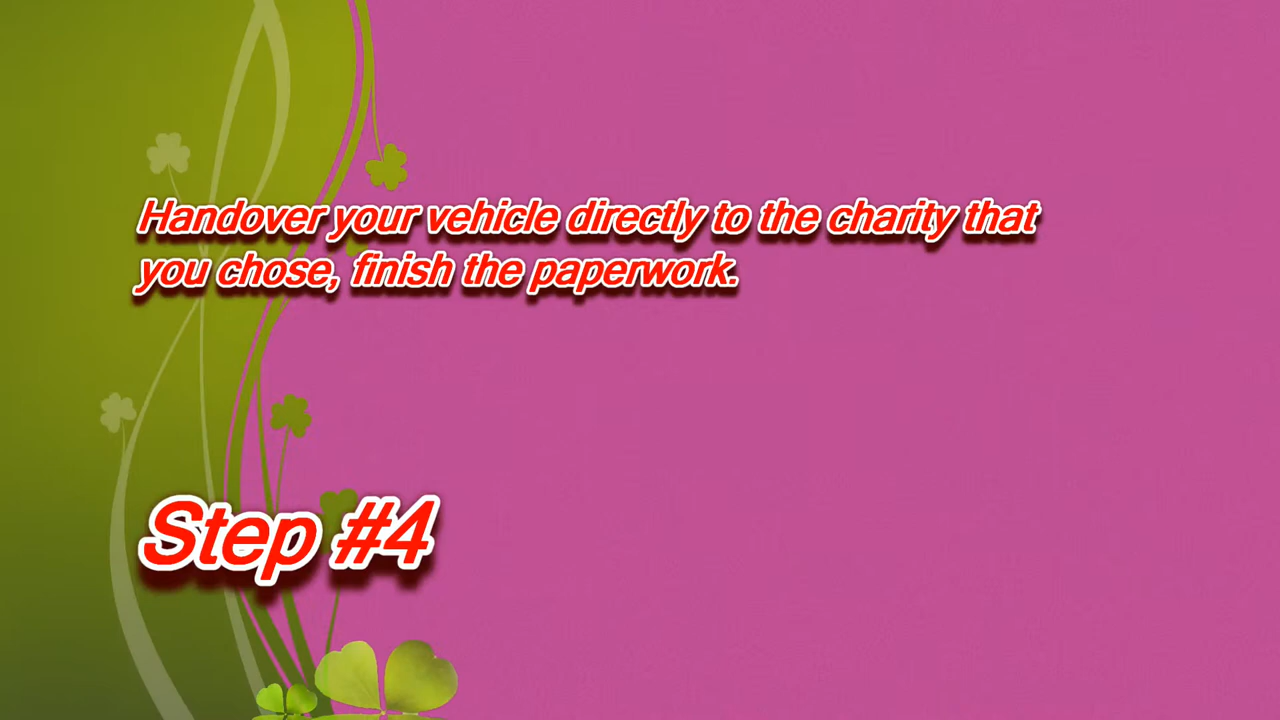 Handover your vehicle directly to the charity that
you chose, finish the paperwork.
Step #4